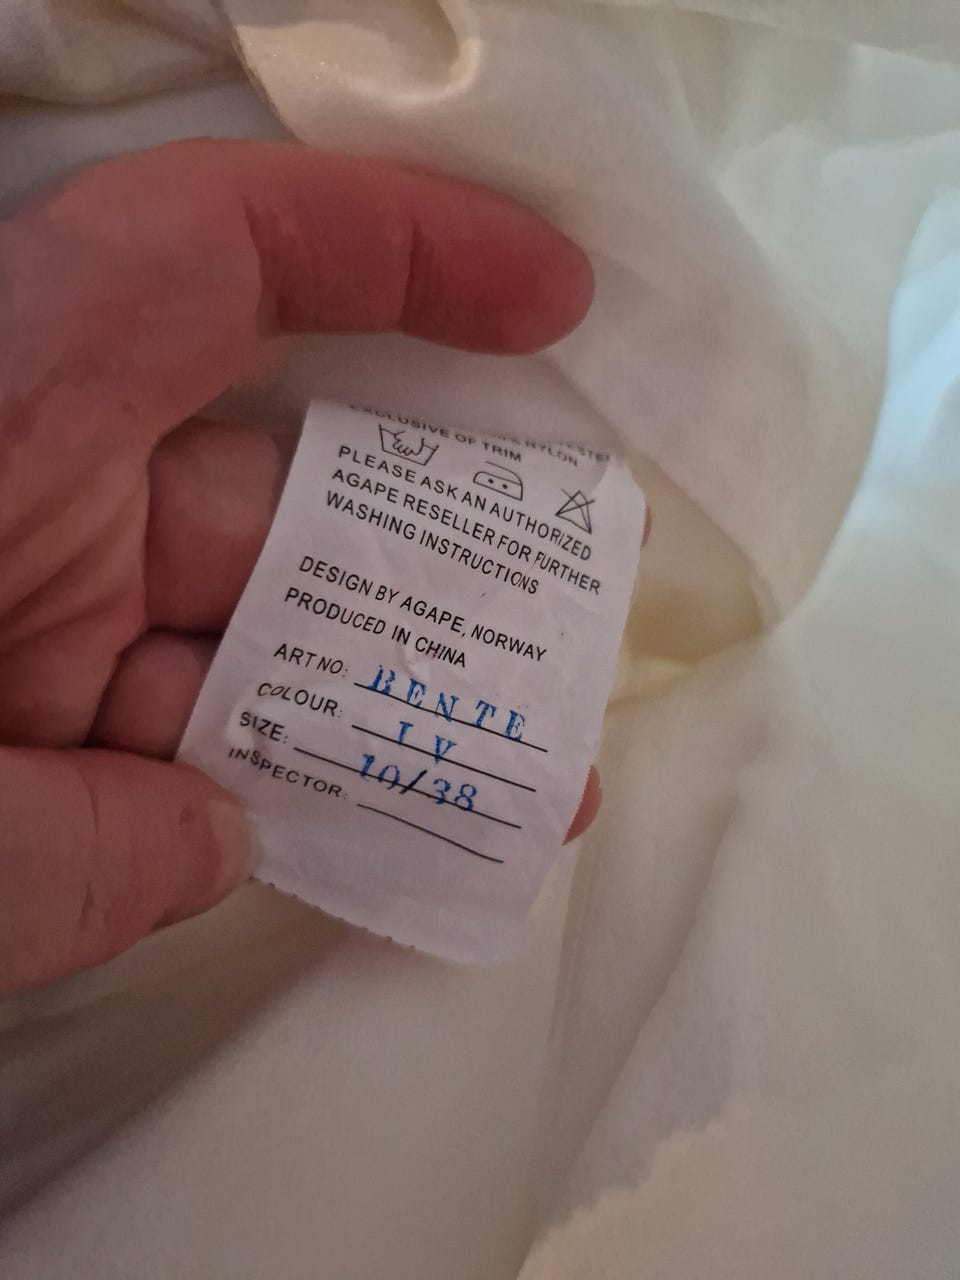 EXCLUSIVE OF TRIM NYLON
PLEASE ASK AN AUTHORIZED
AGAPE RESELLER FOR FURTHER
WASHING INSTRUCTIONS
DESIGN BY AGAPE, NORWAY
PRODUCED IN CHINA
ART NO: BENTE
COLOUR: IV
SIZE: 10/38
INSPECTOR: